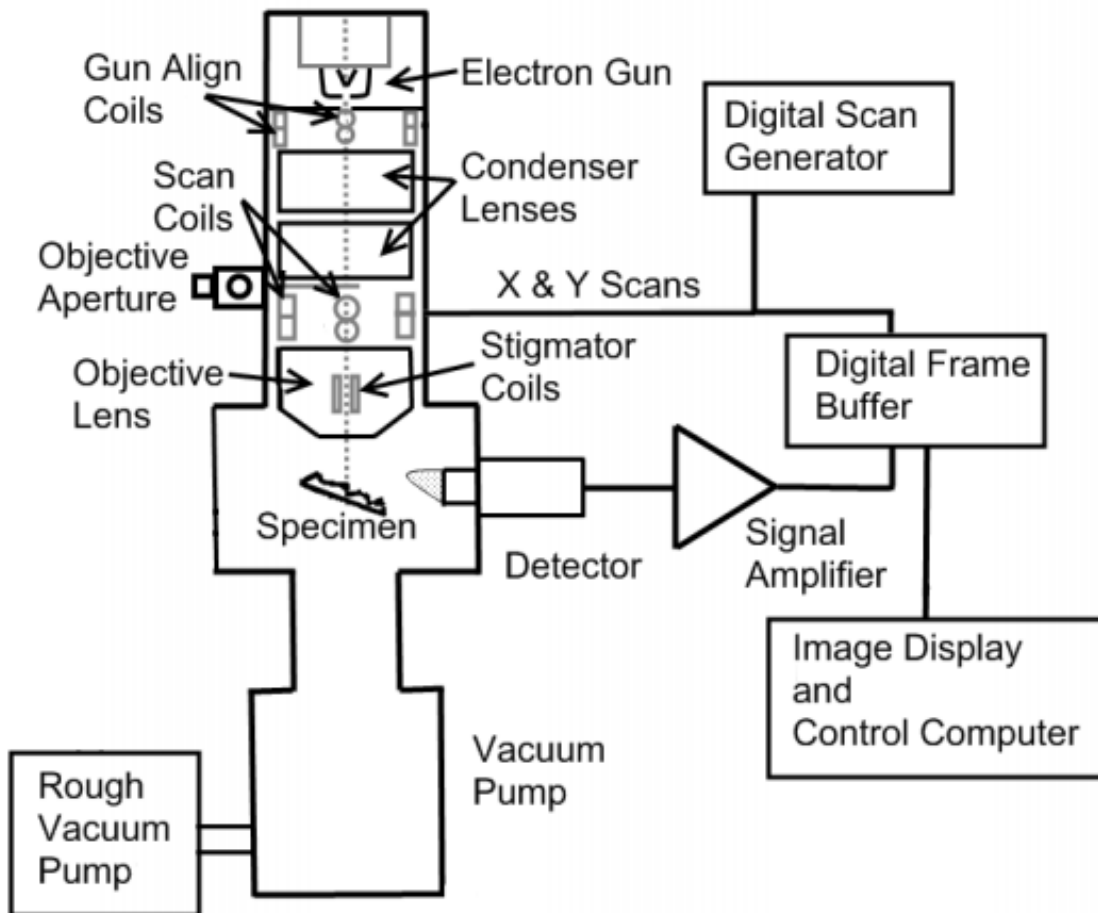 Gun Align
Coils
Electron Gun
Digital Scan
Generator
Scan
Coils
Condenser
Lenses
Objective
Aperture
X & Y Scans
Objective
Lens
Stigmator
Coils
Digital Frame
Buffer
Specimen
Detector
Signal
Amplifier
Image Display
and
Control Computer
Vacuum
Pump
Rough
Vacuum
Pump